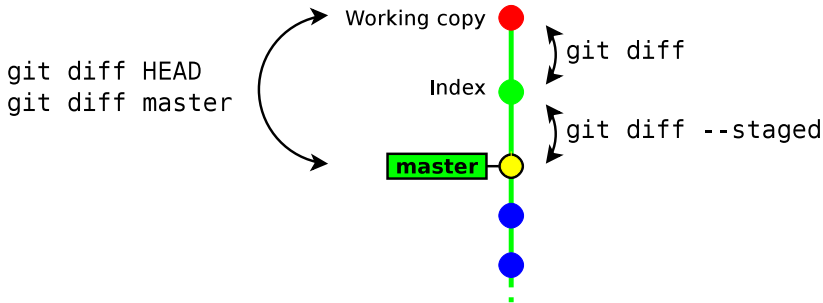 Working copy
git diff HEAD
git diff master
git diff
Index
git diff --staged
master